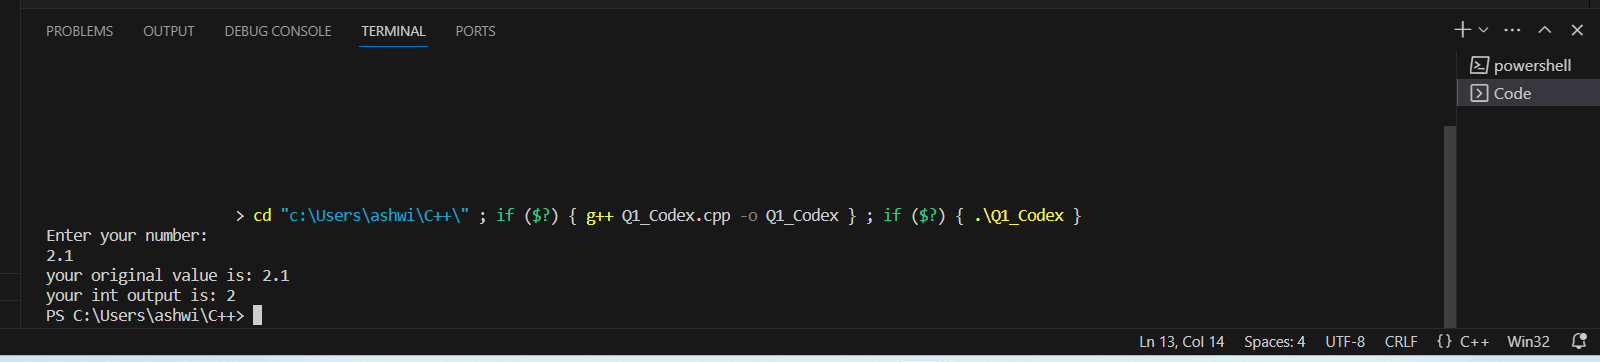 PROBLEMS OUTPUT DEBUG CONSOLE TERMINAL PORTS
powershell
Code
> cd "c:\Users\ashwi\C++\" ; if ($?) { g++ Q1_Codex.cpp -o Q1_Codex } ; if ($?) { .\Q1_Codex }
Enter your number:
2.1
your original value is: 2.1
your int output is: 2
PS C:\Users\ashwi\C++>
Ln 13, Col 14 Spaces: 4 UTF-8 CRLF {} C++ Win32